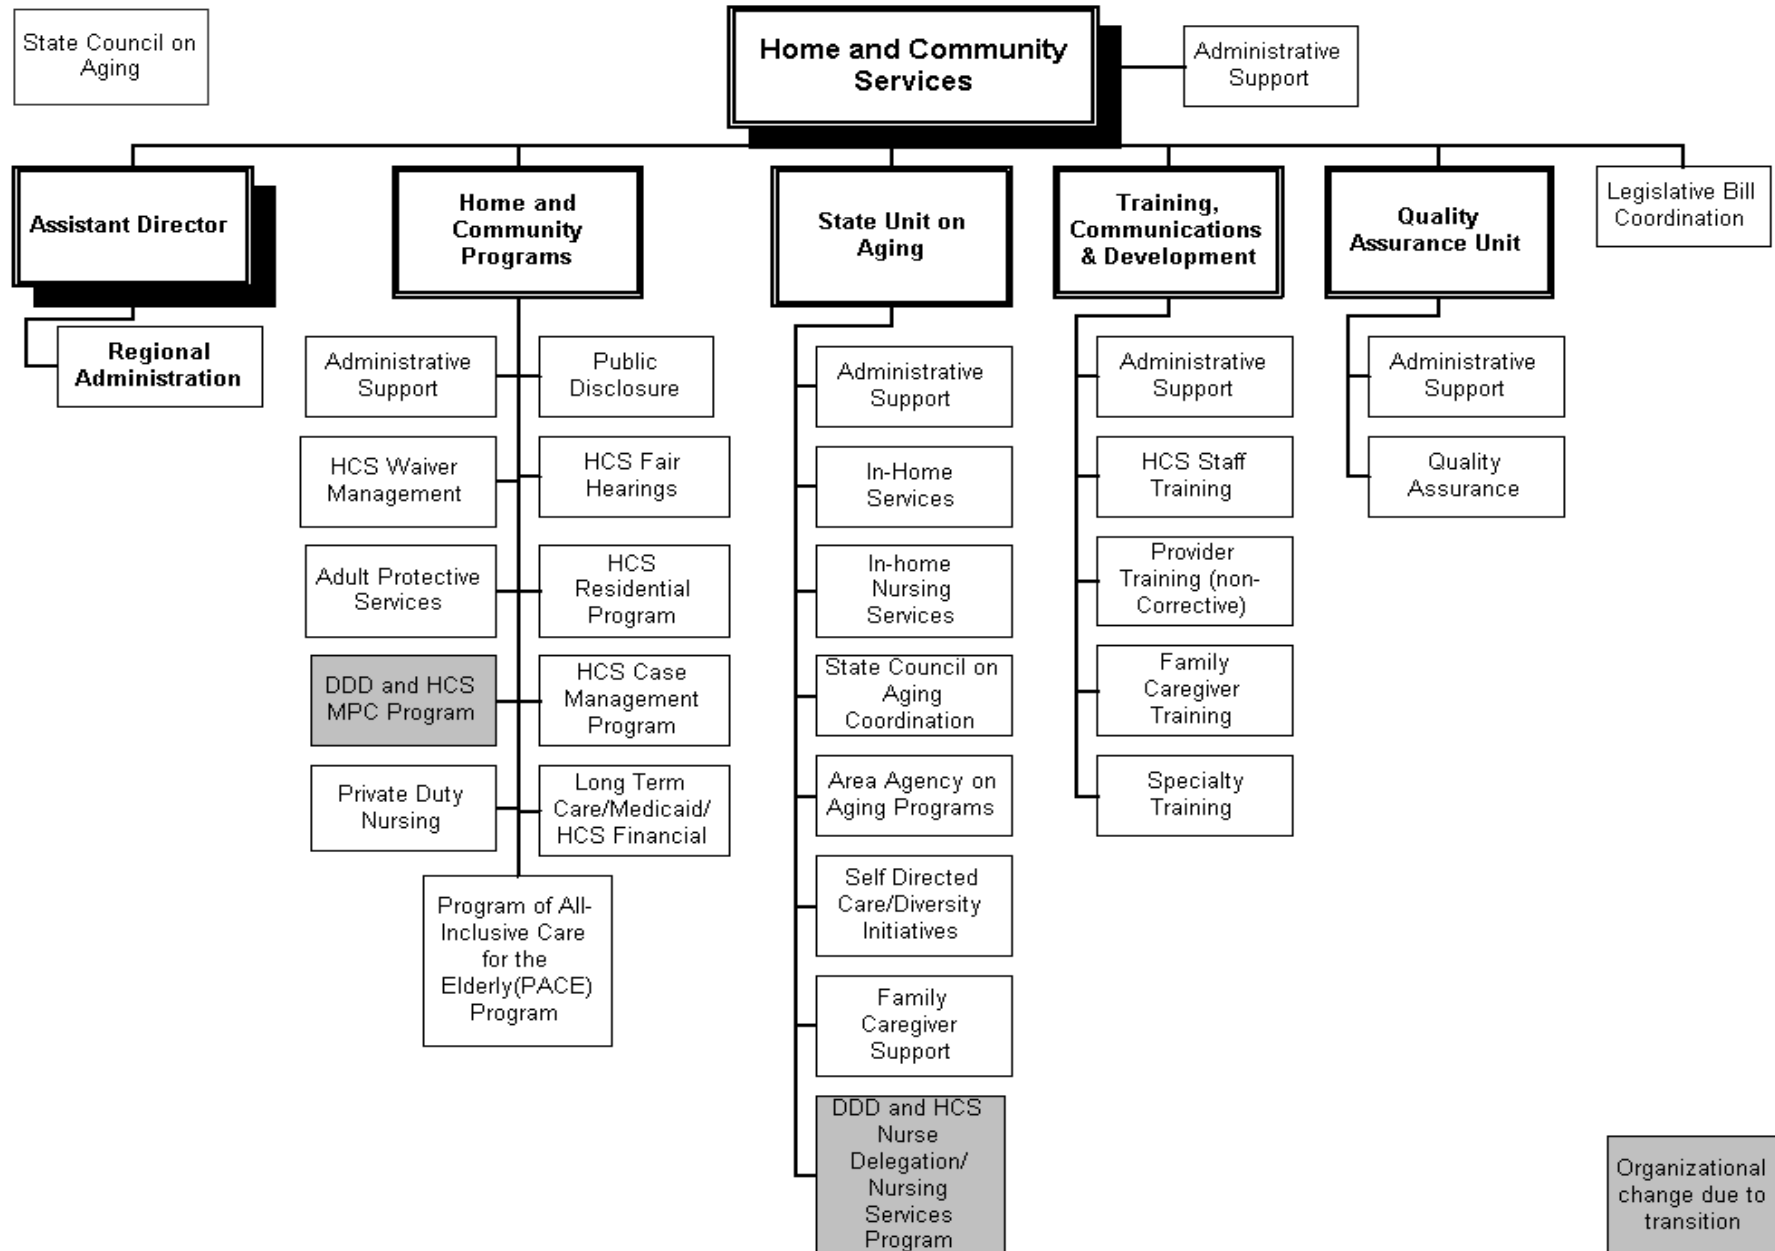 State Council on
Aging
Home and Community
Services
Administrative
Support
Assistant Director
Home and
Community
Programs
State Unit on
Aging
Training,
Communications
& Development
Quality
Assurance Unit
Legislative Bill
Coordination
Regional
Administration
Administrative
Support
Public
Disclosure
HCS Waiver
Management
HCS Fair
Hearings
Adult Protective
Services
HCS
Residential
Program
DDD and HCS
MPC Program
HCS Case
Management
Program
Private Duty
Nursing
Long Term
Care/Medicaid/
HCS Financial
Program of All-
Inclusive Care
for the
Elderly(PACE)
Program
Administrative
Support
In-Home
Services
In-home
Nursing
Services
State Council on
Aging
Coordination
Area Agency on
Aging Programs
Self Directed
Care/Diversity
Initiatives
Family
Caregiver
Support
DDD and HCS
Nurse
Delegation/
Nursing
Services
Program
Administrative
Support
HCS Staff
Training
Provider
Training (non-
Corrective)
Family
Caregiver
Training
Specialty
Training
Administrative
Support
Quality
Assurance
Organizational
change due to
transition